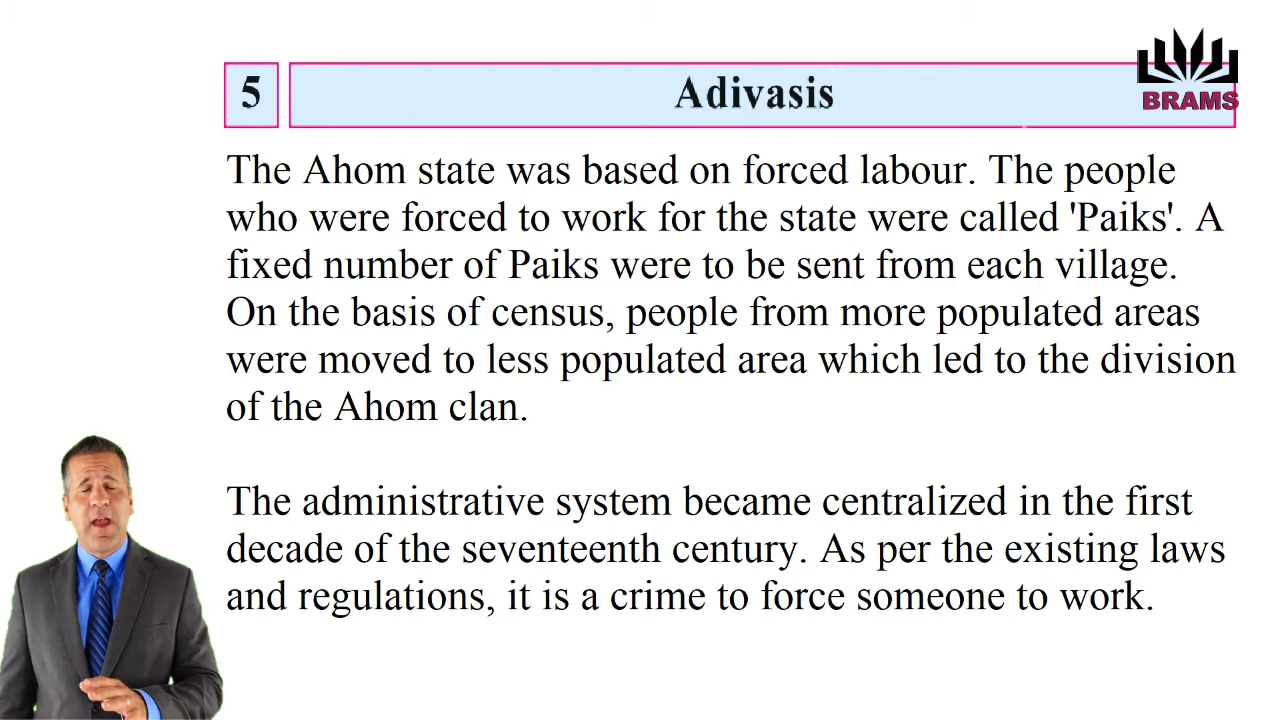 5
Adivasis
BRAMS
The Ahom state was based on forced labour. The people
who were forced to work for the state were called 'Paiks'. A
fixed number of Paiks were to be sent from each village.
On the basis of census, people from more populated areas
were moved to less populated area which led to the division
of the Ahom clan.
The administrative system became centralized in the first
decade of the seventeenth century. As per the existing laws
and regulations, it is a crime to force someone to work.